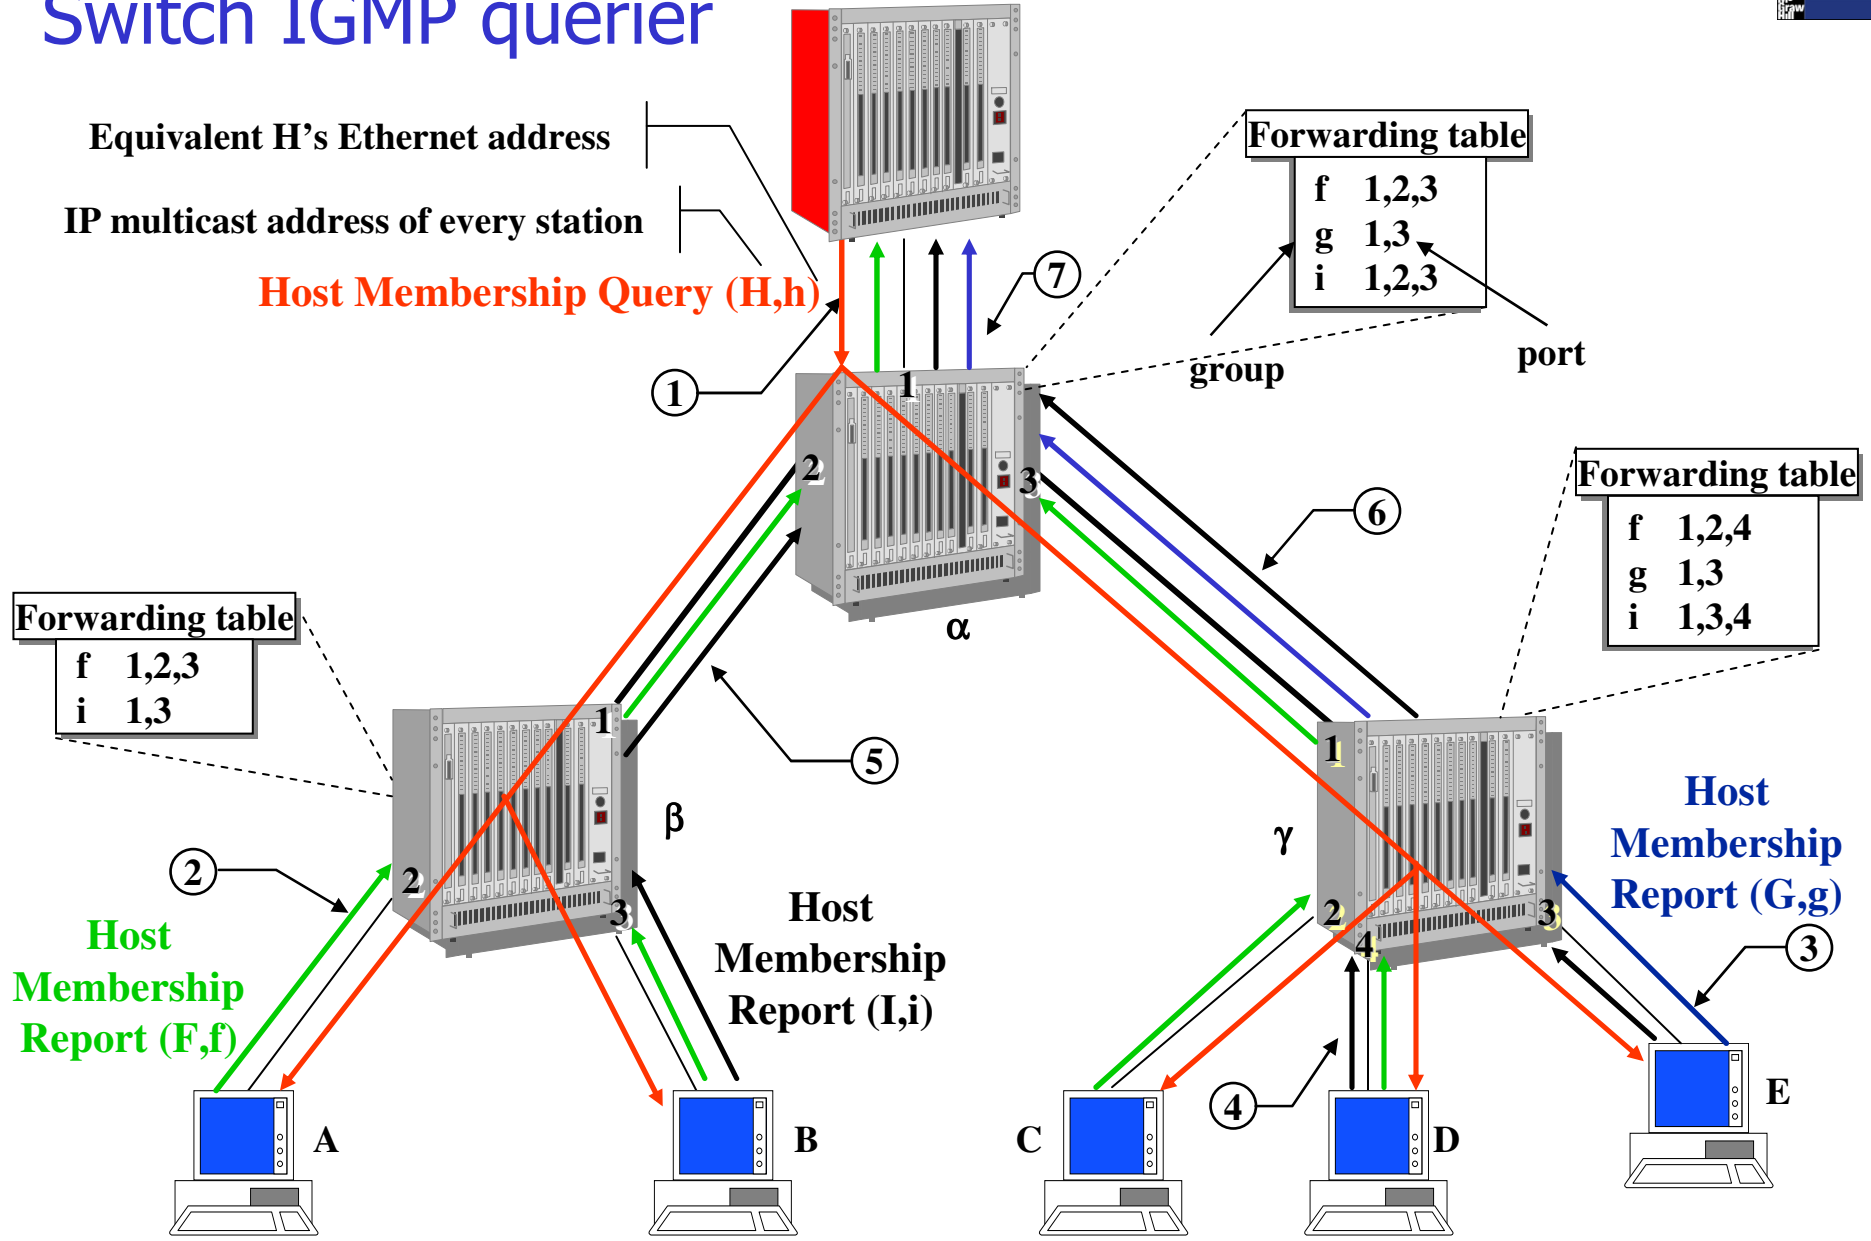 Switch IGMP querier
Graw
Hill
Equivalent H's Ethernet address
IP multicast address of every station
Host Membership Query (H,h)
1
7
Forwarding table
f 1,2,3
g 1,3
i 1,2,3
group
port
1
2
3
α
6
Forwarding table
f 1,2,4
g 1,3
i 1,3,4
Forwarding table
f 1,2,3
i 1,3
5
1
2
3
β
2
Host
Membership
Report (F,f)
Host
Membership
Report (I,i)
γ
1
2
4
3
Host
Membership
Report (G,g)
3
4
A
B
C
D
E